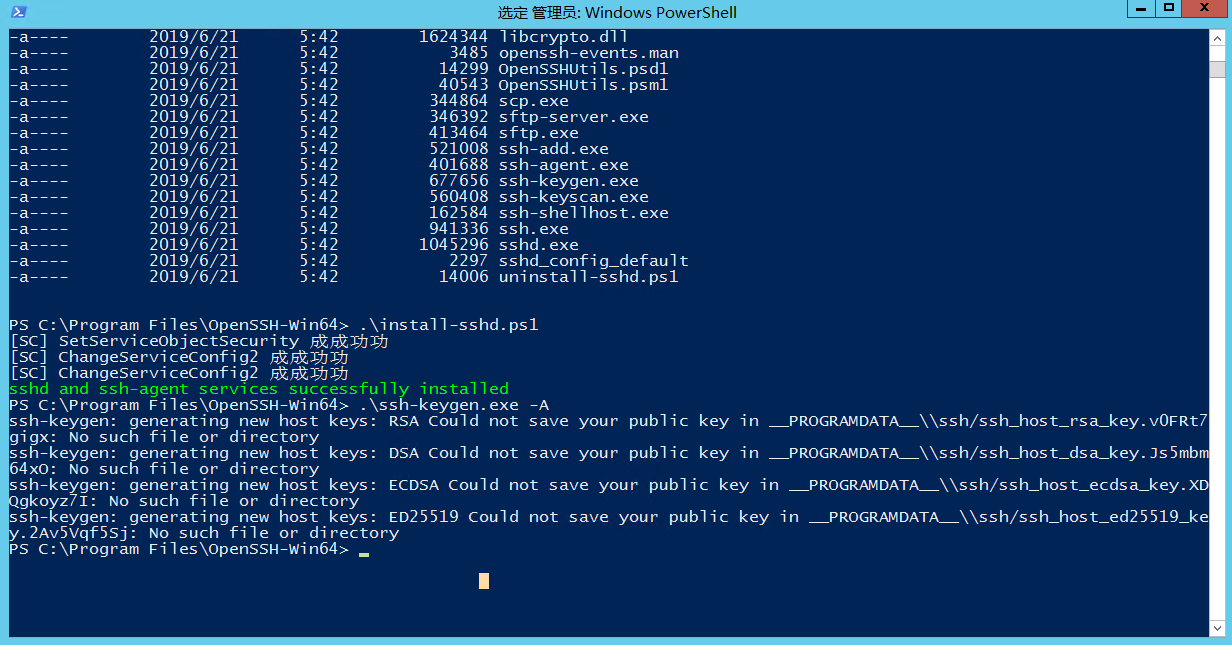 选定 管理员: Windows PowerShell
-a---- 2019/6/21 5:42 1624344 libcrypto.dll
-a---- 2019/6/21 5:42 3485 openssh-events.man
-a---- 2019/6/21 5:42 14299 OpenSSHUtils.psd1
-a---- 2019/6/21 5:42 40543 OpenSSHUtils.psm1
-a---- 2019/6/21 5:42 344864 scp.exe
-a---- 2019/6/21 5:42 346392 sftp-server.exe
-a---- 2019/6/21 5:42 413464 sftp.exe
-a---- 2019/6/21 5:42 521008 ssh-add.exe
-a---- 2019/6/21 5:42 401688 ssh-agent.exe
-a---- 2019/6/21 5:42 677656 ssh-keygen.exe
-a---- 2019/6/21 5:42 560408 ssh-keyscan.exe
-a---- 2019/6/21 5:42 162584 ssh-shellhost.exe
-a---- 2019/6/21 5:42 941336 ssh.exe
-a---- 2019/6/21 5:42 1045296 sshd.exe
-a---- 2019/6/21 5:42 2297 sshd_config_default
-a---- 2019/6/21 5:42 14006 uninstall-sshd.ps1
PS C:\Program Files\OpenSSH-Win64> .\install-sshd.ps1
[SC] SetServiceObjectSecurity 成成功功
[SC] ChangeServiceConfig2 成成功功
[SC] ChangeServiceConfig2 成成功功
sshd and ssh-agent services successfully installed
PS C:\Program Files\OpenSSH-Win64> .\ssh-keygen.exe -A
ssh-keygen: generating new host keys: RSA Could not save your public key in __PROGRAMDATA__\\ssh/ssh_host_rsa_key.vOFRt7
gigx: No such file or directory
ssh-keygen: generating new host keys: DSA Could not save your public key in __PROGRAMDATA__\\ssh/ssh_host_dsa_key.Js5mbm
64xO: No such file or directory
ssh-keygen: generating new host keys: ECDSA Could not save your public key in __PROGRAMDATA__\\ssh/ssh_host_ecdsa_key.XD
Qgkoyz7I: No such file or directory
ssh-keygen: generating new host keys: ED25519 Could not save your public key in __PROGRAMDATA__\\ssh/ssh_host_ed25519_ke
y.2Av5Vqf5Sj: No such file or directory
PS C:\Program Files\OpenSSH-Win64>